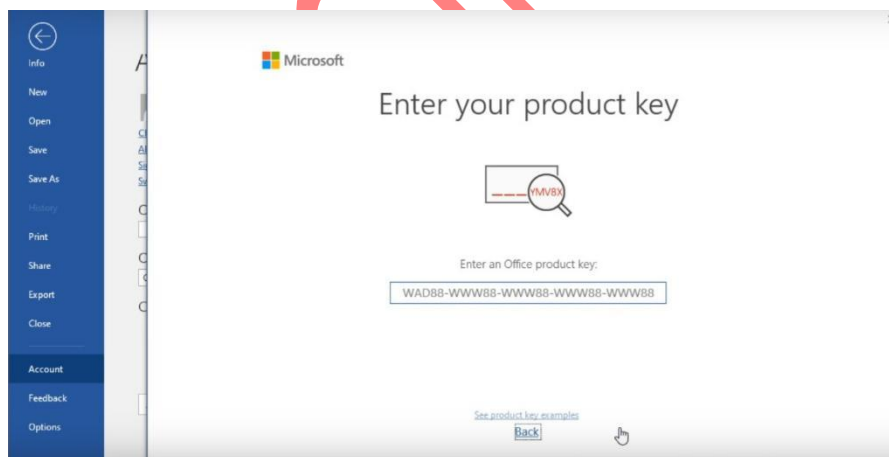 Info
New
Open
Save
Save As
History
Print
Share
Export
Close
Account
Feedback
Options
Microsoft
Enter your product key
YMV8X
Enter an Office product key:
WAD88-WWW88-WWW88-WWW88-WWW88
See product key examples
Back